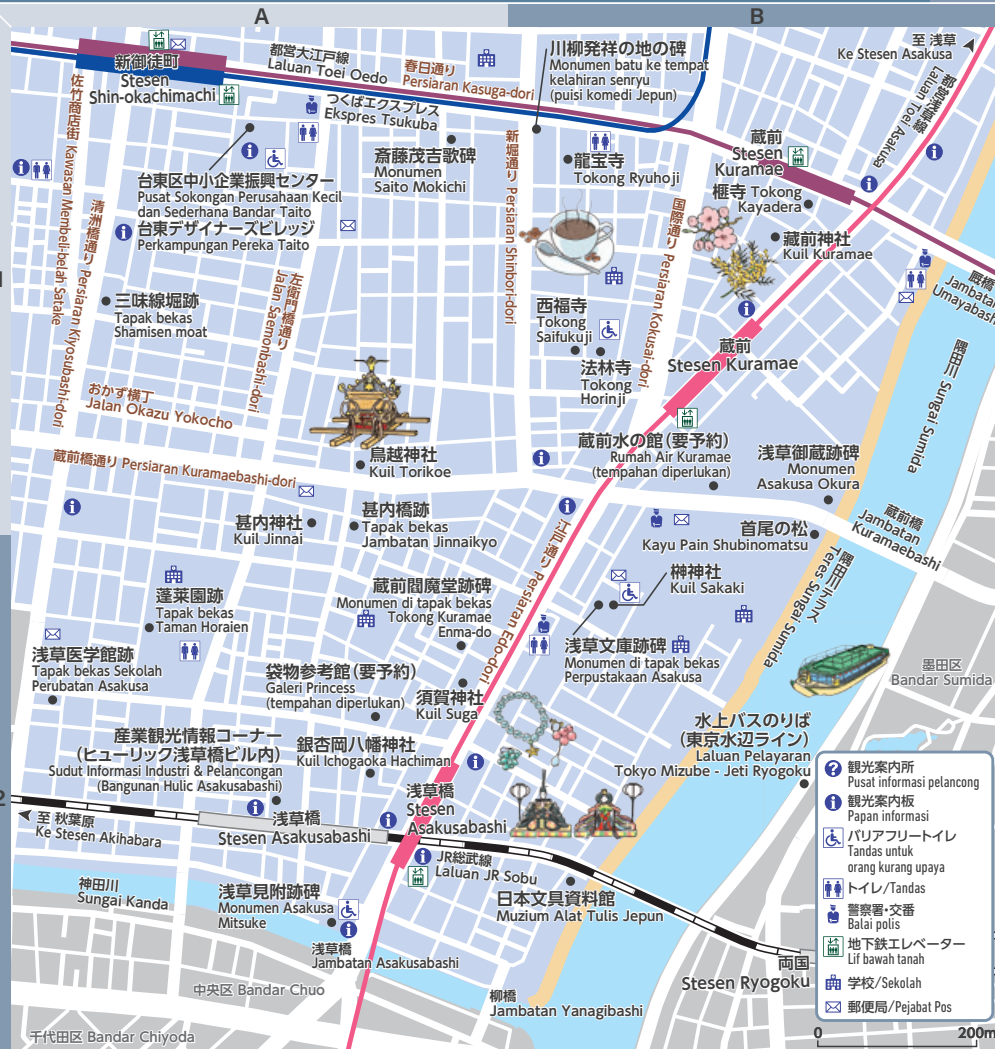 A
B
新御徒町
Stesen
Shin-okachimachi
都営大江戸線
Laluan Toei Oedo
春日通り
Persiaran Kasuga-dori
つくばエクスプレス
Ekspres Tsukuba
川柳発祥の地の碑
Monumen batu ke tempat
kelahiran senryu
(puisi komedi Jepun)
至 浅草
Ke Stesen Asakusa
都営浅草線
Laluan Toei Asakusa
佐竹商店街 Kawasan Membeli-belah Satake
清洲橋通り Persiaran Kiyosubashi-dori
台東区中小企業振興センター
Pusat Sokongan Perusahaan Kecil
dan Sederhana Bandar Taito
台東デザイナーズビレッジ
Perkampungan Pereka Taito
斎藤茂吉歌碑
Monumen
Saito Mokichi
新堀通り Persiaran Shinbori-dori
龍宝寺
Tokong Ryuhoji
蔵前
Stesen
Kuramae
榧寺 Tokong
Kayadera
蔵前神社
Kuil Kuramae
国際通り Persiaran Kokusai-dori
厩橋
Jambatan
Umayabash
三味線堀跡
Tapak bekas
Shamisen moat
左衛門橋通り
Jalan Saemonbashi-dori
西福寺
Tokong
Saifukuji
法林寺
Tokong
Horinji
蔵前
Stesen Kuramae
隅田川 Sungai Sumida
おかず横丁
Jalan Okazu Yokocho
鳥越神社
Kuil Torikoe
蔵前水の館(要予約)
Rumah Air Kuramae
(tempahan diperlukan)
浅草御蔵跡碑
Monumen
Asakusa Okura
蔵前橋通り Persiaran Kuramaebashi-dori
甚内神社
Kuil Jinnai
甚内橋跡
Tapak bekas
Jambatan Jinnaikyo
江戸通り Persiaran Edo-dori
首尾の松
Kayu Pain Shubinomatsu
蔵前橋
Jambatan
Kuramaebashi
隅田川テラス
Teres Sungai Sumida
蓬莱園跡
Tapak bekas
Taman Horaien
蔵前閻魔堂跡碑
Monumen di tapak bekas
Tokong Kuramae
Enma-do
榊神社
Kuil Sakaki
浅草文庫跡碑
Monumen di tapak bekas
Perpustakaan Asakusa
浅草医学館跡
Tapak bekas Sekolah
Perubatan Asakusa
袋物参考館(要予約)
Galeri Princess
(tempahan diperlukan)
須賀神社
Kuil Suga
墨田区
Bandar Sumida
産業観光情報コーナー
(ヒューリック浅草橋ビル内)
Sudut Informasi Industri & Pelancongan
(Bangunan Hulic Asakusabashi)
銀杏岡八幡神社
Kuil Ichogaoka Hachiman
水上バスのりば
(東京水辺ライン)
Laluan Pelayaran
Tokyo Mizube - Jeti Ryogoku
2
至 秋葉原
Ke Stesen Akihabara
浅草橋
Stesen Asakusabashi
浅草橋
Stesen
Asakusabashi
JR総武線
Laluan JR Sobu
神田川
Sungai Kanda
浅草見附跡碑
Monumen Asakusa
Mitsuke
浅草橋
Jambatan Asakusabashi
日本文具資料館
Muzium Alat Tulis Jepun
両国
Stesen Ryogoku
中央区 Bandar Chuo
柳橋
Jambatan Yanagibashi
千代田区 Bandar Chiyoda
観光案内所
Pusat informasi pelancong
観光案内板
Papan informasi
バリアフリートイレ
Tandas untuk
orang kurang upaya
トイレ/Tandas
警察署・交番
Balai polis
地下鉄エレベーター
Lif bawah tanah
学校/Sekolah
郵便局/Pejabat Pos
0 200m